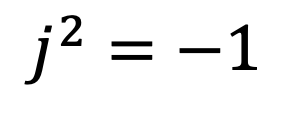 j² = −1